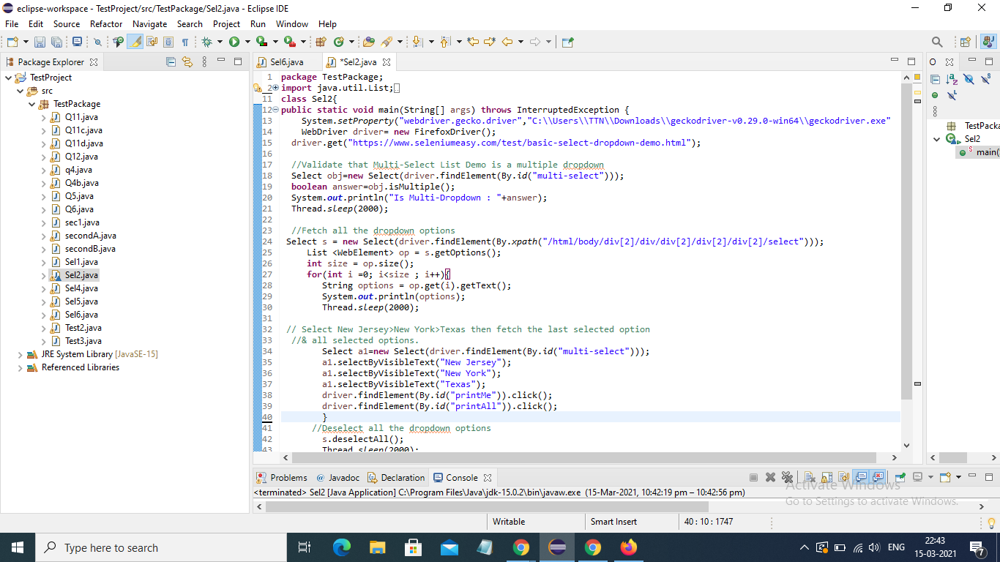 eclipse-workspace - TestProject/src/TestPackage/Sel2.java - Eclipse IDE
File Edit Source Refactor Navigate Search Project Run Window Help
Package Explorer
TestProject
src
TestPackage
Q11.java
Q11c.java
Q11d.java
Q12.java
q4.java
Q4b.java
Q5.java
Q6.java
sec1.java
secondA.java
secondB.java
Sel1.java
Sel2.java
Sel4.java
Sel5.java
Sel6.java
Test2.java
Test3.java
JRE System Library [JavaSE-15]
Referenced Libraries
Sel6.java *Sel2.java
1 package TestPackage;
2 import java.util.List;
11 class Sel2{
12 public static void main(String[] args) throws InterruptedException {
13 System.setProperty("webdriver.gecko.driver","C:\\Users\\TTN\\Downloads\\geckodriver-v0.29.0-win64\\geckodriver.exe"
14 WebDriver driver= new FirefoxDriver();
15 driver.get("https://www.seleniumeasy.com/test/basic-select-dropdown-demo.html");
16
17 //Validate that Multi-Select List Demo is a multiple dropdown
18 Select obj=new Select(driver.findElement(By.id("multi-select")));
19 boolean answer=obj.isMultiple();
20 System.out.println("Is Multi-Dropdown : "+answer);
21 Thread.sleep(2000);
22
23 //Fetch all the dropdown options
24 Select s = new Select(driver.findElement(By.xpath("/html/body/div[2]/div/div[2]/div[2]/div[2]/select")));
25 List <WebElement> op = s.getOptions();
26 int size = op.size();
27 for(int i =0; i<size ; i++){
28 String options = op.get(i).getText();
29 System.out.println(options);
30 Thread.sleep(2000);
31
32 // Select New Jersey>New York>Texas then fetch the last selected option
33 //& all selected options.
34 Select a1=new Select(driver.findElement(By.id("multi-select")));
35 a1.selectByVisibleText("New Jersey");
36 a1.selectByVisibleText("New York");
37 a1.selectByVisibleText("Texas");
38 driver.findElement(By.id("printMe")).click();
39 driver.findElement(By.id("printAll")).click();
40 }
41 //Deselect all the dropdown options
42 s.deselectAll();
43 Thread.sleep(2000);
O
TestPacka
Sel2
main(
Problems @ Javadoc Declaration Console
<terminated> Sel2 [Java Application] C:\Program Files\Java\jdk-15.0.2\bin\javaw.exe (15-Mar-2021, 10:42:19 pm – 10:42:56 pm)
Activate Windows
Go to Settings to activate Windows.
Writable Smart Insert 40 : 10 : 1747
Type here to search
ENG
22:43
15-03-2021
7